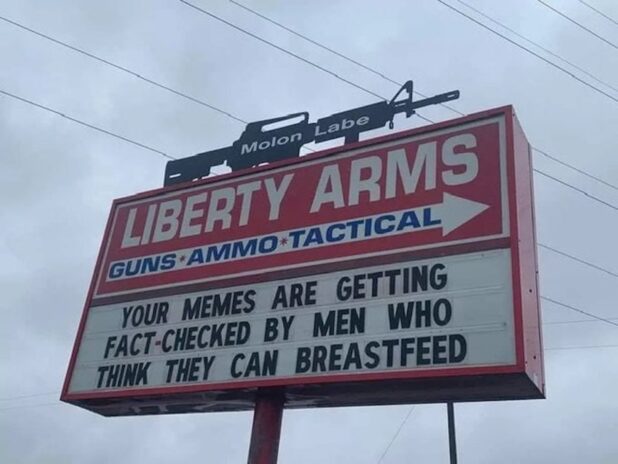 Molon Labe
LIBERTY ARMS
GUNS*AMMO*TACTICAL
YOUR MEMES ARE GETTING
FACT-CHECKED BY MEN WHO
THINK THEY CAN BREASTFEED